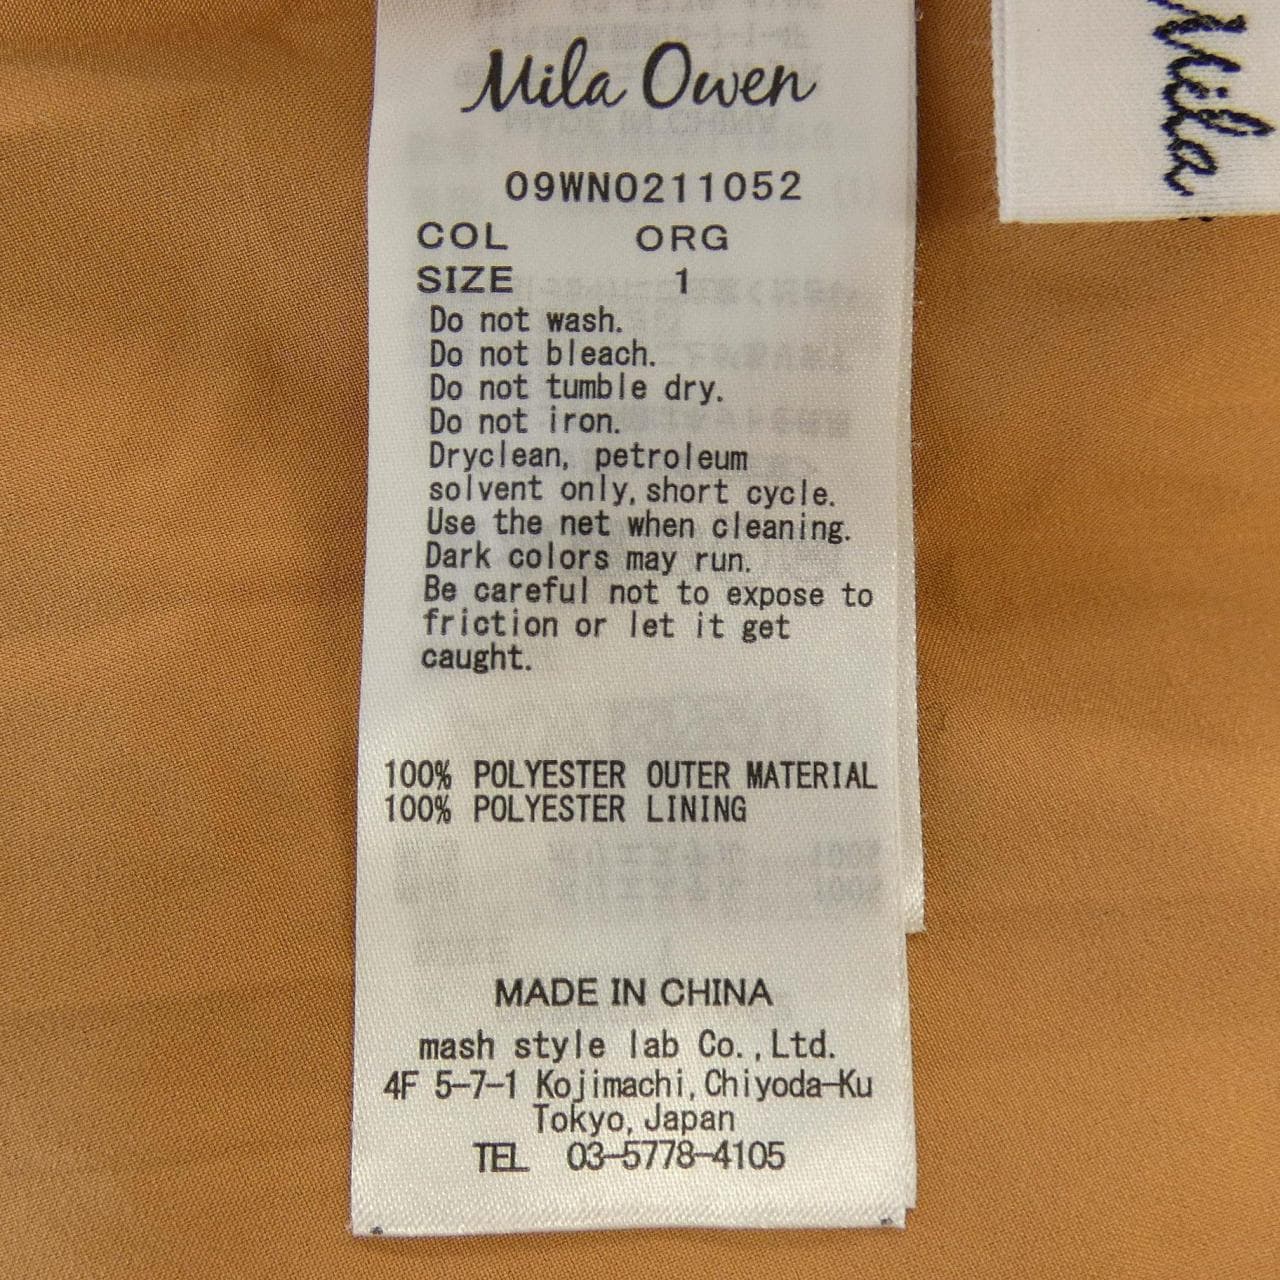 Mila Owen
09WN0211052
COL ORG
SIZE 1
Do not wash.
Do not bleach.
Do not tumble dry.
Do not iron.
Dryclean, petroleum
solvent only, short cycle.
Use the net when cleaning.
Dark colors may run.
Be careful not to expose to
friction or let it get
caught.
100% POLYESTER OUTER MATERIAL
100% POLYESTER LINING
MADE IN CHINA
mash style lab Co.,Ltd.
4F 5-7-1 Kojimachi, Chiyoda-Ku
Tokyo, Japan
TEL 03-5778-4105
Mila